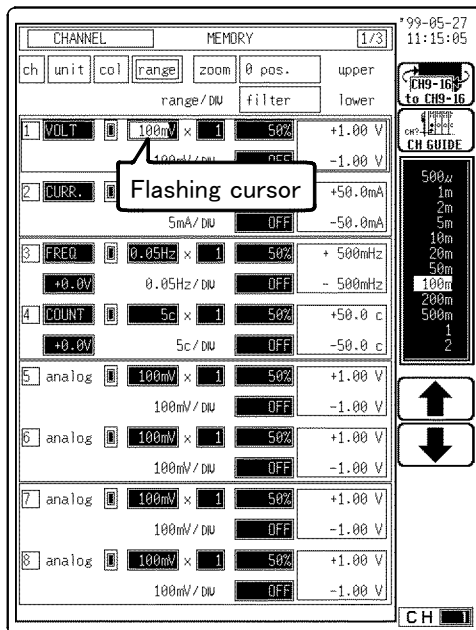 '99-05-27
11:15:05
CHANNEL MEMORY 1/3
ch unit col range zoom 0 pos. upper
range/DIV filter lower
CH9-16
to CH9-16
CH?
CH GUIDE
1 VOLT 100mV × 1 50% +1.00 V
100mV/DIV OFF -1.00 V
Flashing cursor
2 CURR. +50.0mA
5mA/DIV OFF -50.0mA
3 FREQ 0.05Hz × 1 50% + 500mHz
+0.0V 0.05Hz/DIV OFF - 500mHz
4 COUNT 5c × 1 50% +50.0 c
+0.0V 5c/DIV OFF -50.0 c
5 analog 100mV × 1 50% +1.00 V
100mV/DIV OFF -1.00 V
6 analog 100mV × 1 50% +1.00 V
100mV/DIV OFF -1.00 V
7 analog 100mV × 1 50% +1.00 V
100mV/DIV OFF -1.00 V
8 analog 100mV × 1 50% +1.00 V
100mV/DIV OFF -1.00 V
500µ
1m
2m
5m
10m
20m
50m
100m
200m
500m
1
2
CH 1